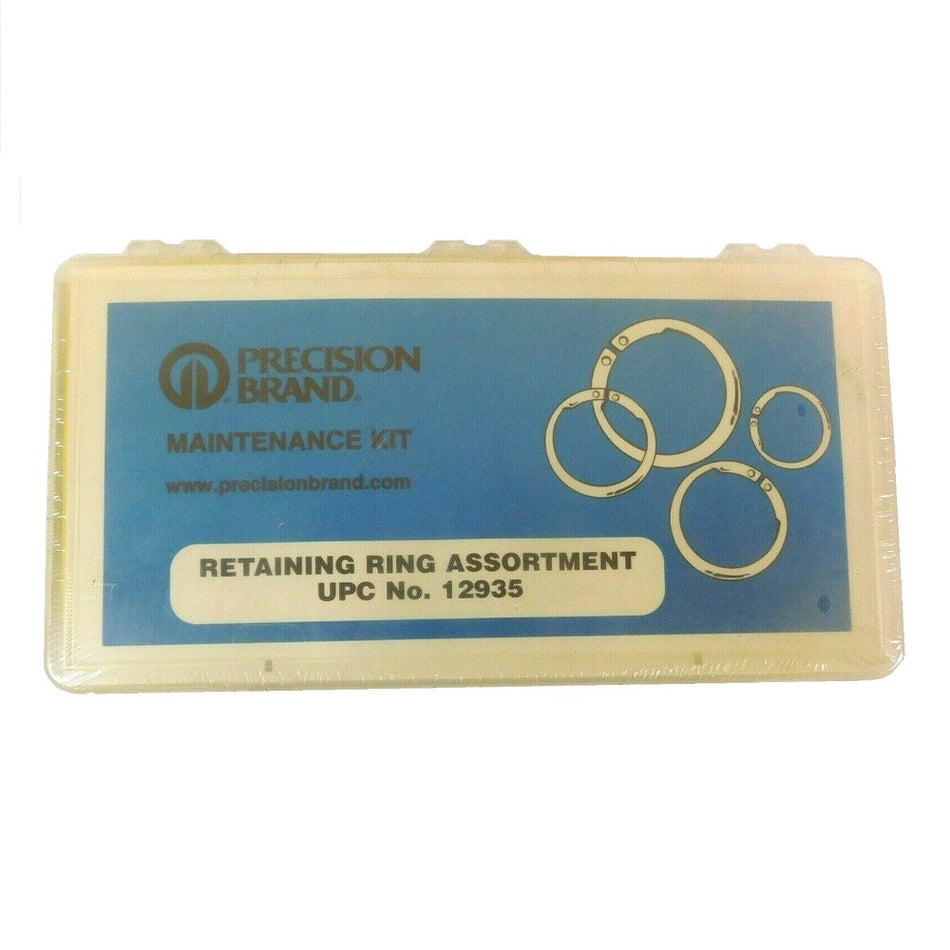 PRECISION
BRAND®
MAINTENANCE KIT
www.precisionbrand.com
RETAINING RING ASSORTMENT
UPC No. 12935